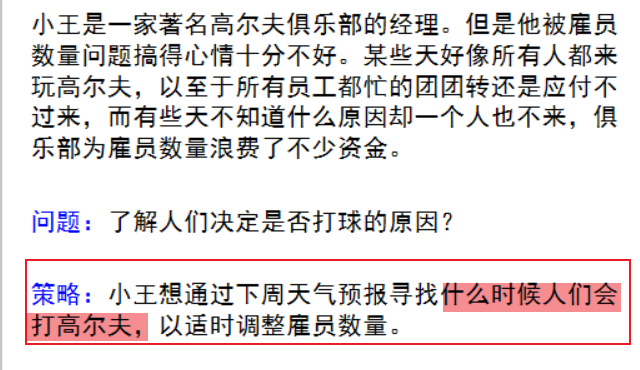 小王是一家著名高尔夫俱乐部的经理。但是他被雇员
数量问题搞得心情十分不好。某些天好像所有人都来
玩高尔夫，以至于所有员工都忙的团团转还是应付不
过来，而有些天不知道什么原因却一个人也不来，俱
乐部为雇员数量浪费了不少资金。
问题：了解人们决定是否打球的原因？
策略：小王想通过下周天气预报寻找什么时候人们会
打高尔夫，以适时调整雇员数量。